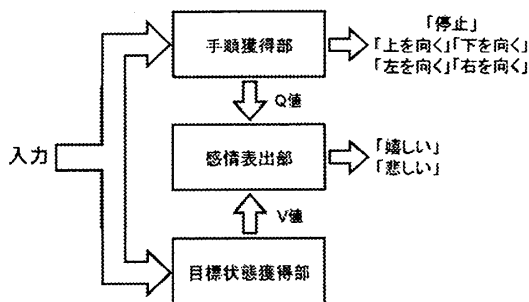 「停止」
手順獲得部
「上を向く」「下を向く」
「左を向く」「右を向く」
Q値
入力
感情表出部
「嬉しい」
「悲しい」
V値
目標状態獲得部